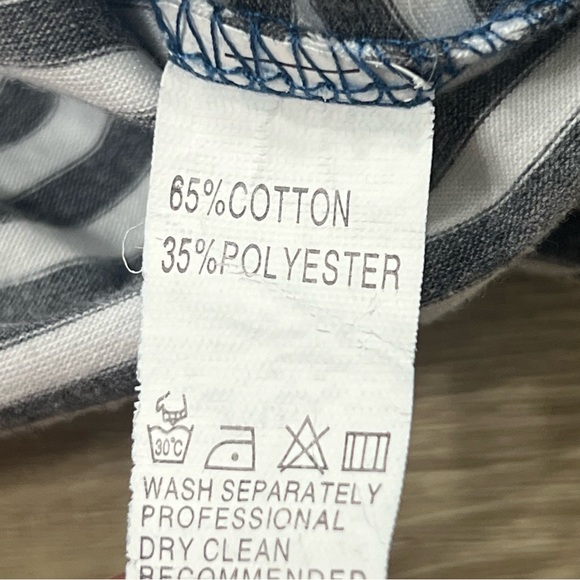 65%COTTON
35%POLYESTER
30°C
WASH SEPARATELY
PROFESSIONAL
DRY CLEAN
RECOMMENDED